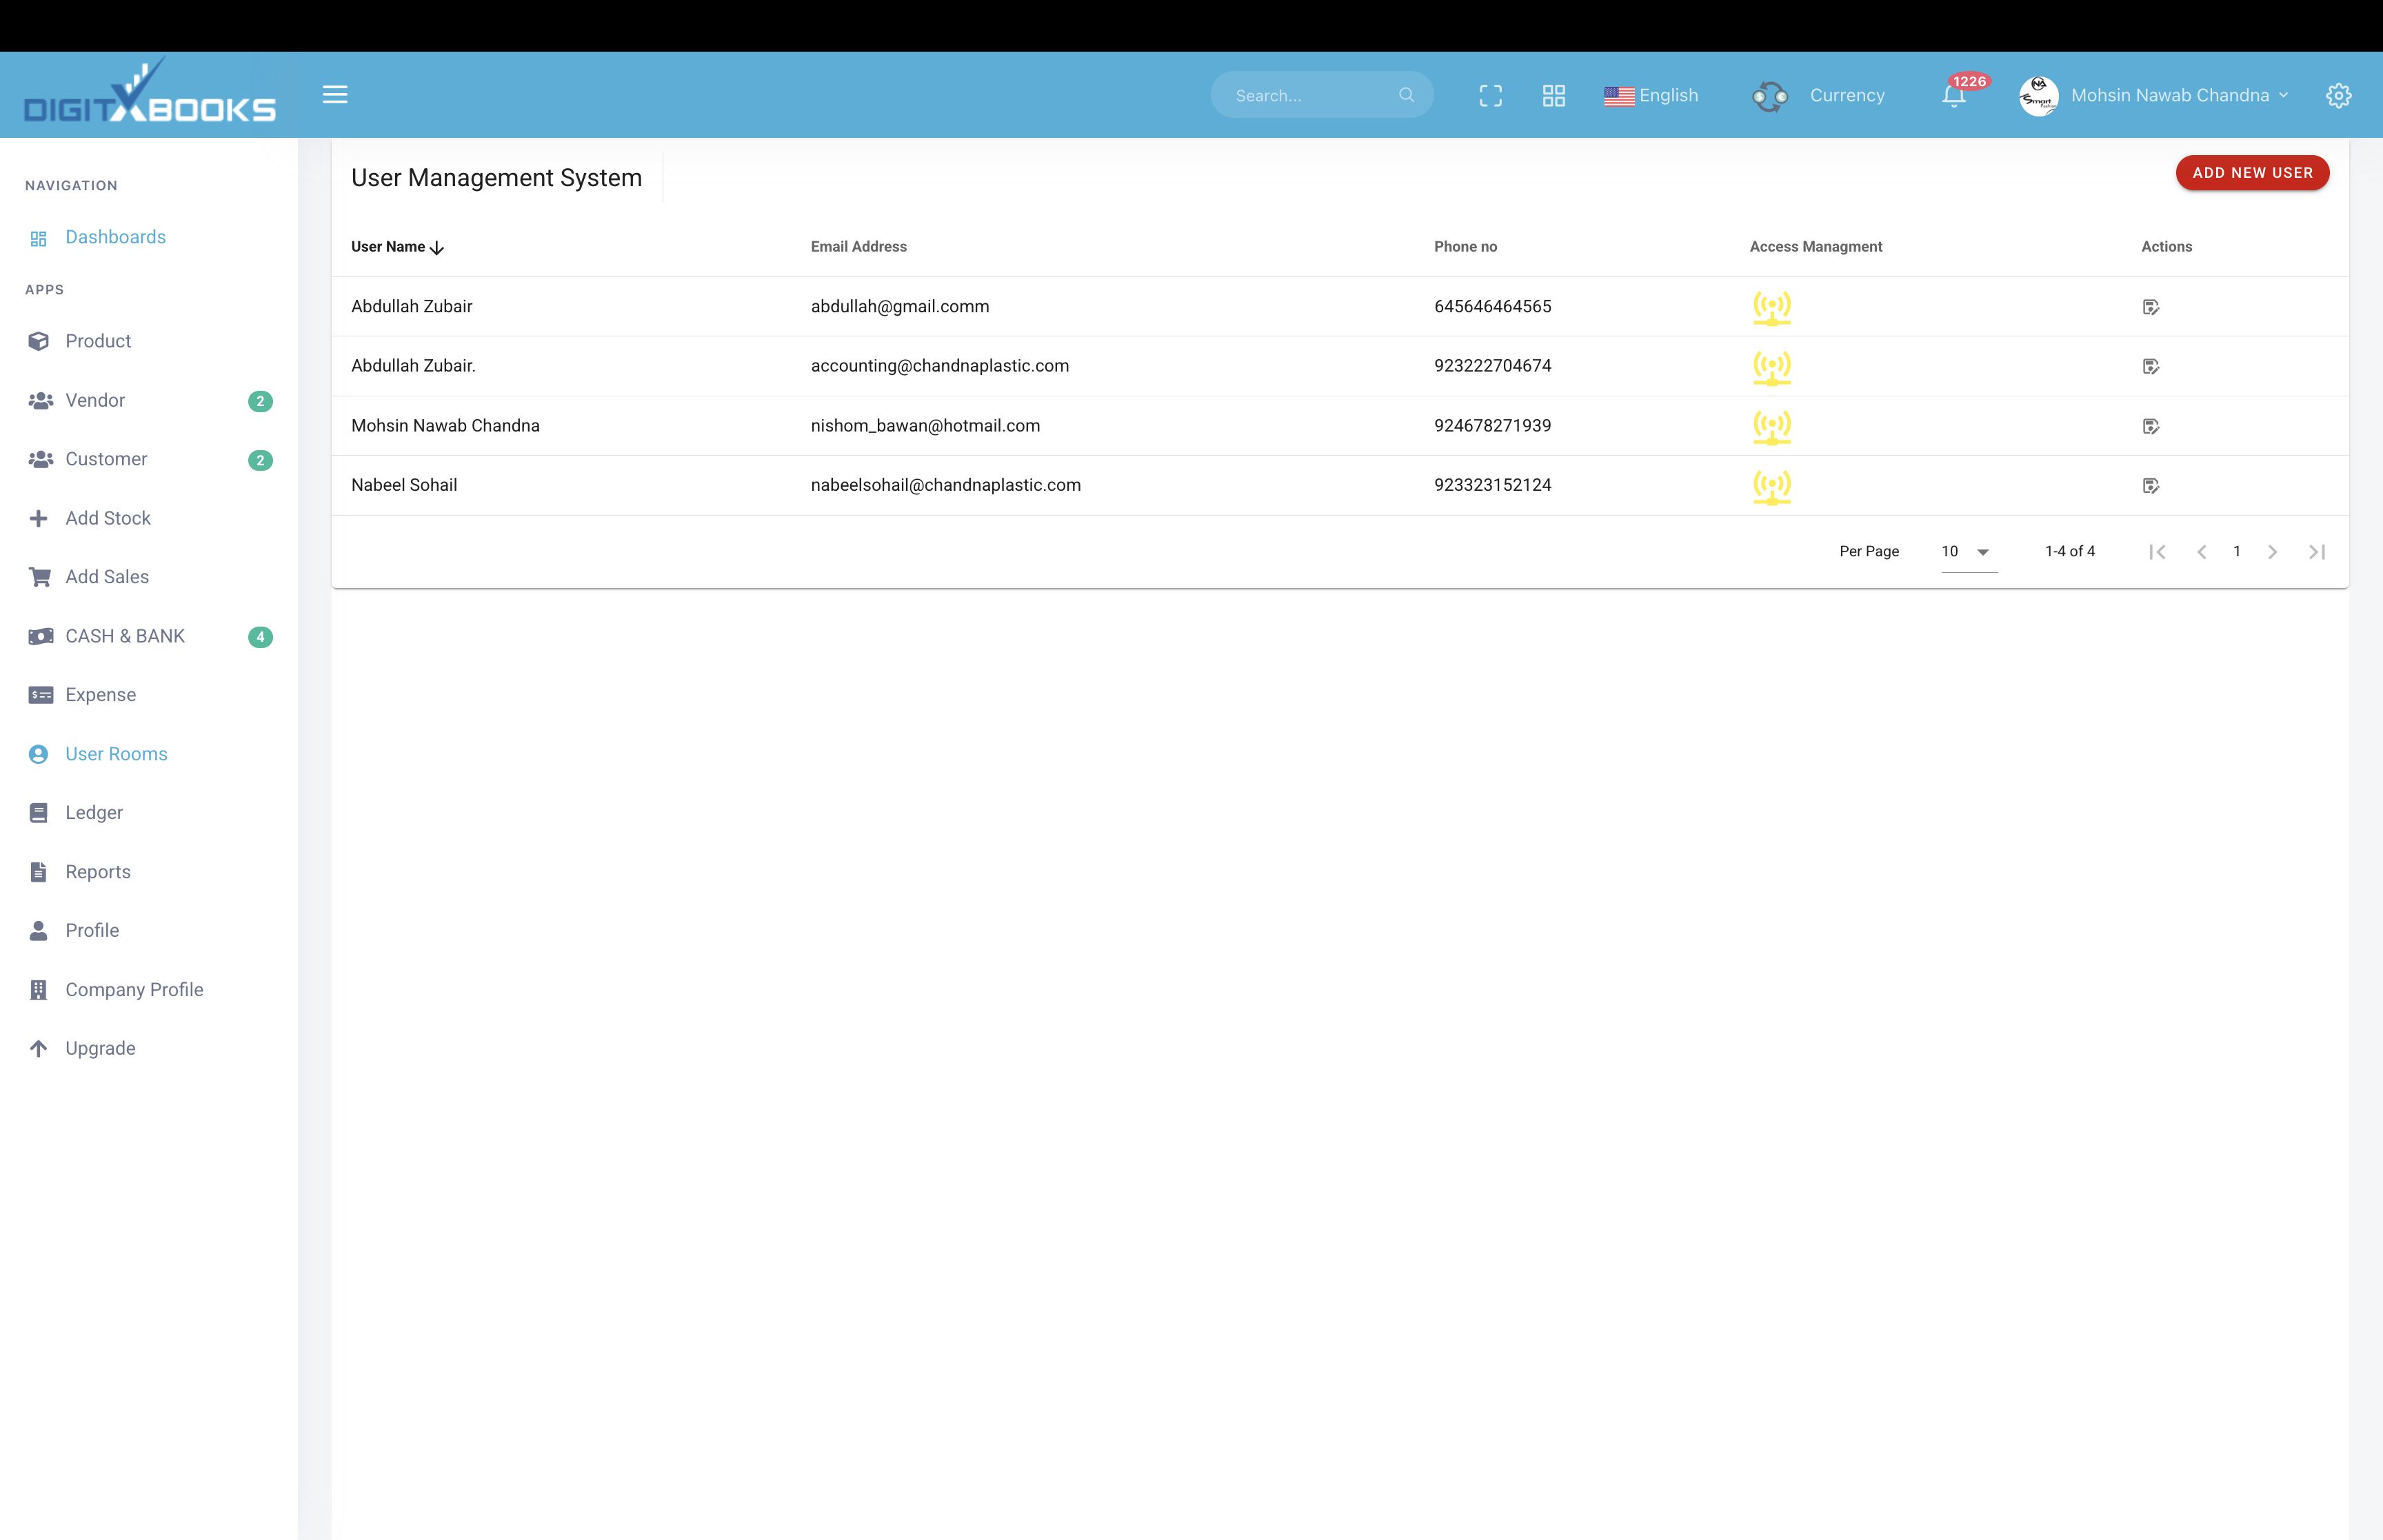 DIGITXBOOKS
Search...
English
Currency
1226
Mohsin Nawab Chandna
NAVIGATION
Dashboards
APPS
Product
Vendor 2
Customer 2
Add Stock
Add Sales
CASH & BANK 4
Expense
User Rooms
Ledger
Reports
Profile
Company Profile
Upgrade
User Management System
ADD NEW USER
User Name Email Address Phone no Access Managment Actions
Abdullah Zubair abdullah@gmail.comm 645646464565
Abdullah Zubair. accounting@chandnaplastic.com 923222704674
Mohsin Nawab Chandna nishom_bawan@hotmail.com 924678271939
Nabeel Sohail nabeelsohail@chandnaplastic.com 923323152124
Per Page 10 1-4 of 4 1